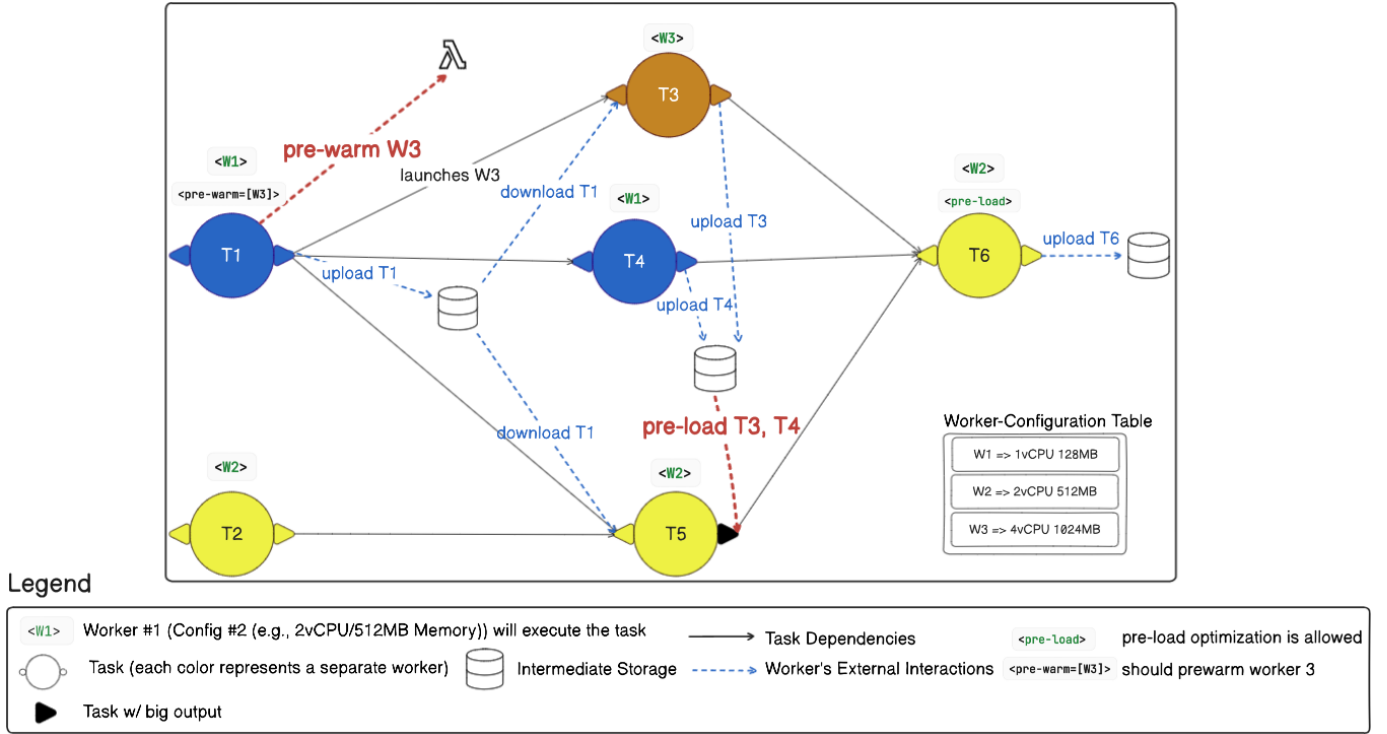 <W3>
λ
T3
pre-warm W3
<W1>
launches W3
<pre-warm=[W3]>
download T1
<W1>
<W2>
<pre-load>
upload T3
T1
T4
T6
upload T6
upload T1
upload T4
pre-load T3, T4
download T1
Worker-Configuration Table
W1 => 1vCPU 128MB
W2 => 2vCPU 512MB
W3 => 4vCPU 1024MB
<W2>
<W2>
T2
T5
Legend
<W1> Worker #1 (Config #2 (e., 2vCPU/512MB Memory)) will execute the task
Task Dependencies
<pre-load> pre-load optimization is allowed
Task (each color represents a separate worker)
Intermediate Storage
Worker's External Interactions
<pre-warm=[W3]> should prewarm worker 3
Task w/ big output